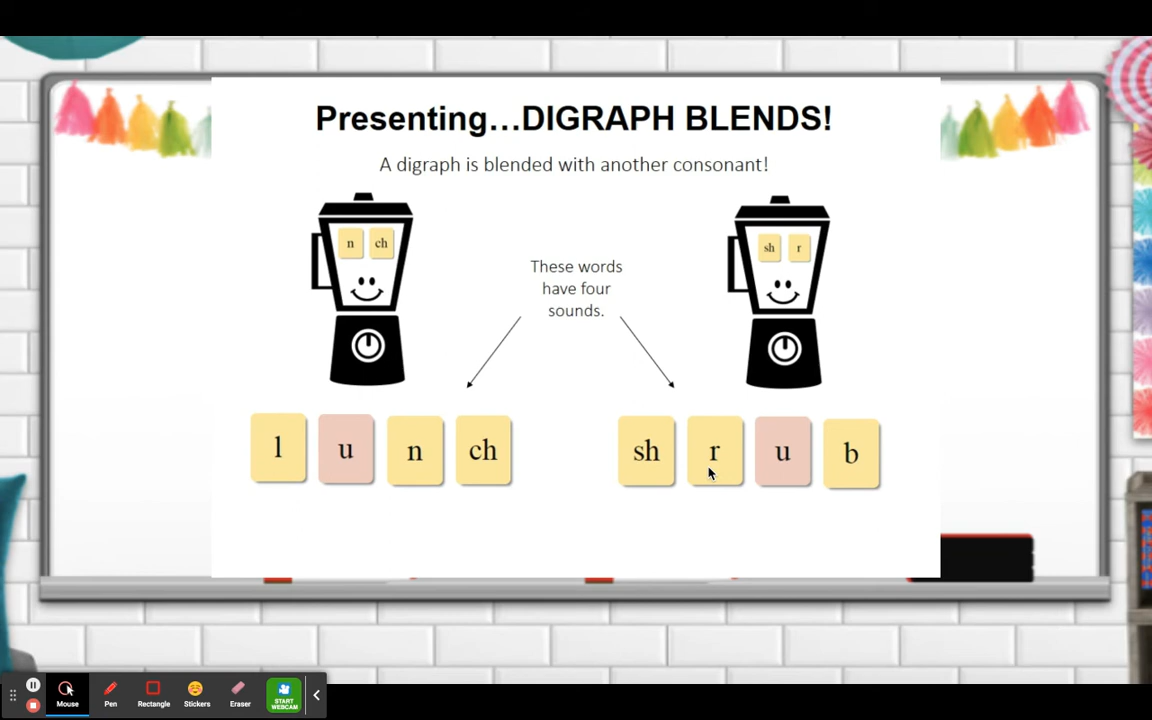 Presenting...DIGRAPH BLENDS!
A digraph is blended with another consonant!
n ch
sh r
These words
have four
sounds.
l u n ch
sh r u b
Mouse Pen Rectangle Stickers Eraser START WEBCAM